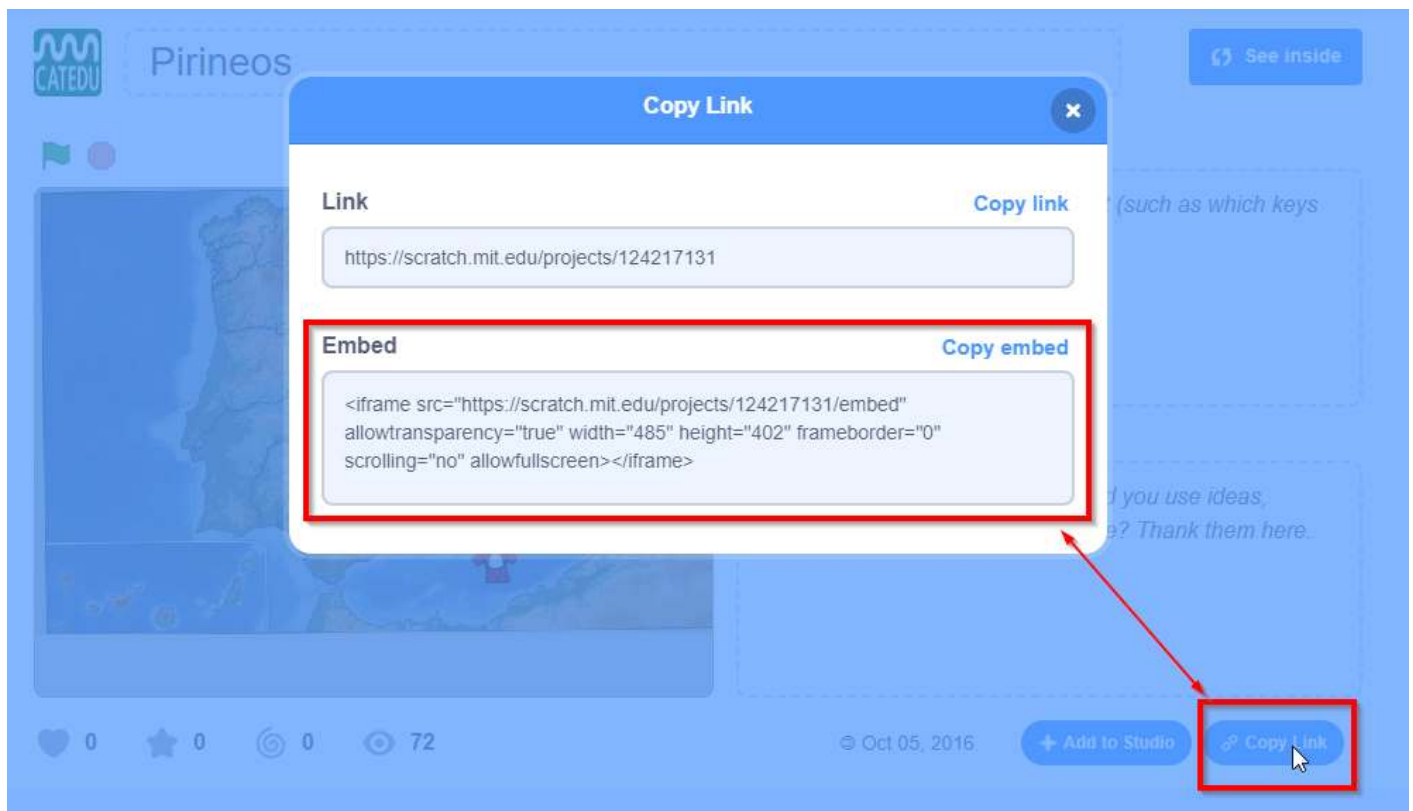 CATEDU
Pirineos
See inside
Copy Link
Link
Copy link
(such as which keys
https://scratch.mit.edu/projects/124217131
Embed
Copy embed
<iframe src="https://scratch.mit.edu/projects/124217131/embed"
allowtransparency="true" width="485" height="402" frameborder="0"
scrolling="no" allowfullscreen></iframe>
you use ideas,
? Thank them here.
0
0
0
72
Oct 05, 2016
+ Add to Studio
Copy Link